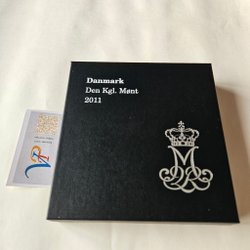 Danmark
Den Kgl. Mønt
2011